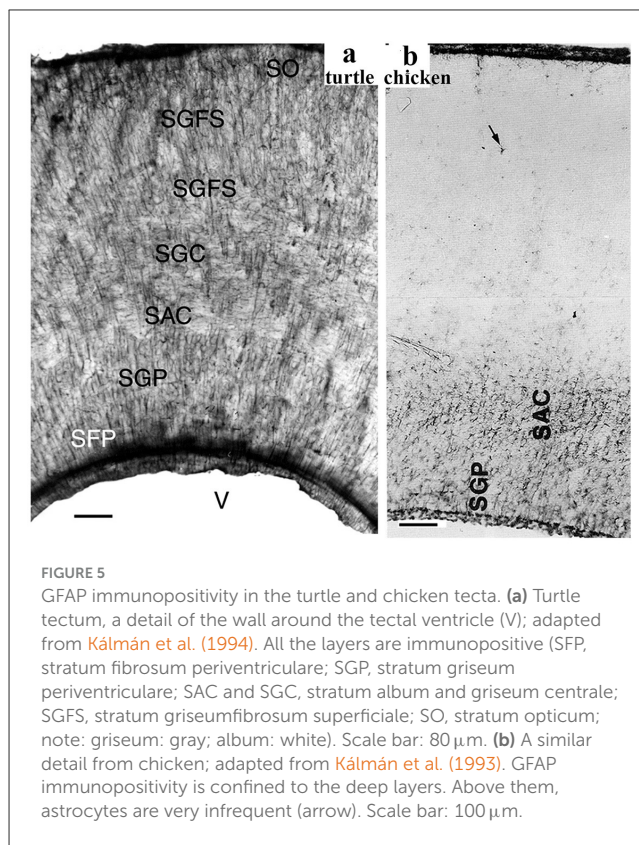 a
turtle
b
chicken
SO
SGFS
SGFS
SGC
SAC
SGP
SFP
V
SAC
SGP
FIGURE 5
GFAP immunopositivity in the turtle and chicken tecta. (a) Turtle
tectum, a detail of the wall around the tectal ventricle (V); adapted
from Kálmán et al. (1994). All the layers are immunopositive (SFP,
stratum fibrosum periventriculare; SGP, stratum griseum
periventriculare; SAC and SGC, stratum album and griseum centrale;
SGFS, stratum griseumfibrosum superficiale; SO, stratum opticum;
note: griseum: gray; album: white). Scale bar: 80 μm. (b) A similar
detail from chicken; adapted from Kálmán et al. (1993). GFAP
immunopositivity is confined to the deep layers. Above them,
astrocytes are very infrequent (arrow). Scale bar: 100 μm.